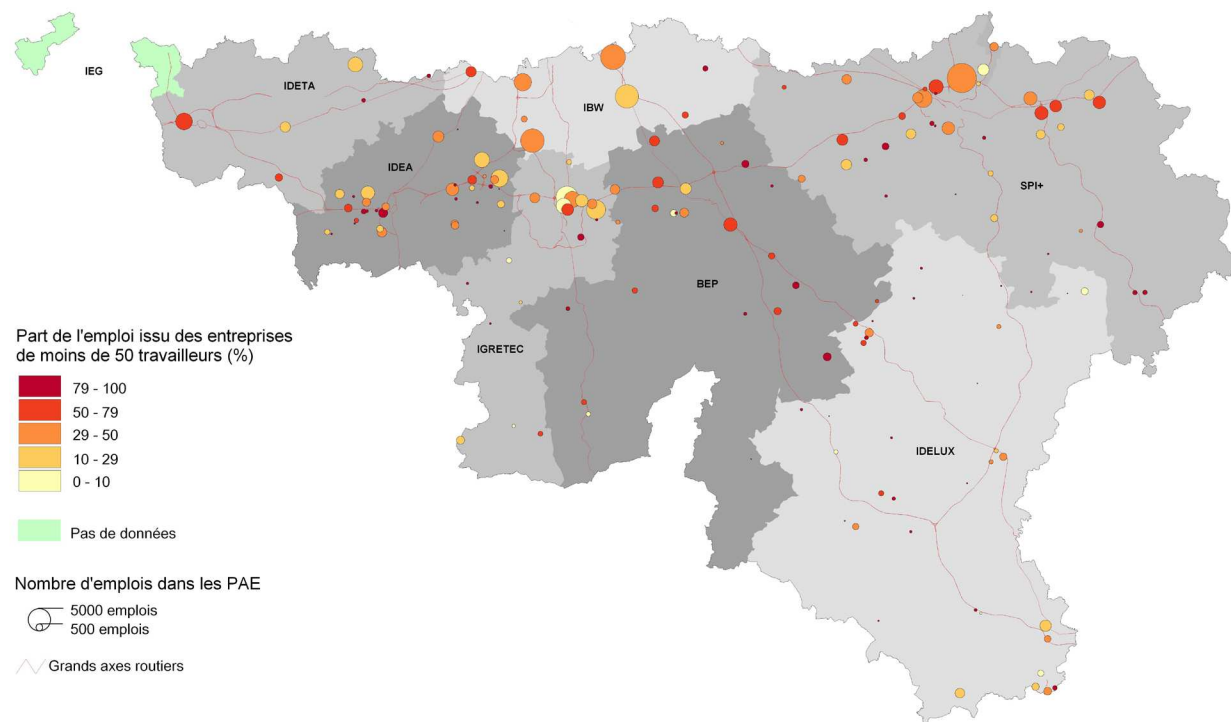 IEG
IDETA
IBW
IDEA
SPI+
BEP
IGRETEC
IDELUX
Part de l'emploi issu des entreprises
de moins de 50 travailleurs (%)
79 - 100
50 - 79
29 - 50
10 - 29
0 - 10
Pas de données
Nombre d'emplois dans les PAE
5000 emplois
500 emplois
Grands axes routiers